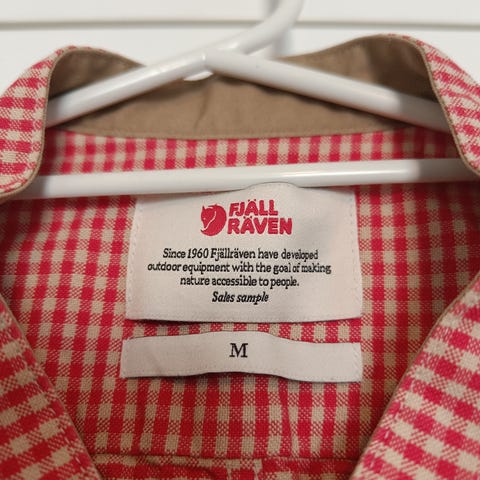 FJÄLL
RÄVEN
Since 1960 Fjällräven have developed
outdoor equipment with the goal of making
nature accessible to people.
Sales sample
M